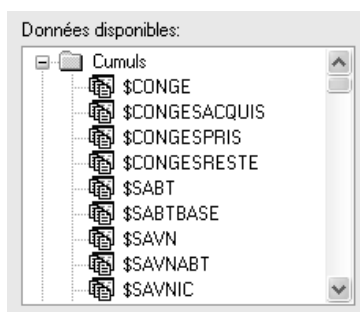 Données disponibles:
Cumuls
$CONGE
$CONGESACQUIS
$CONGESPRIS
$CONGESRESTE
$SABT
$SABTBASE
$SAVN
$SAVNABT
$SAVNIC